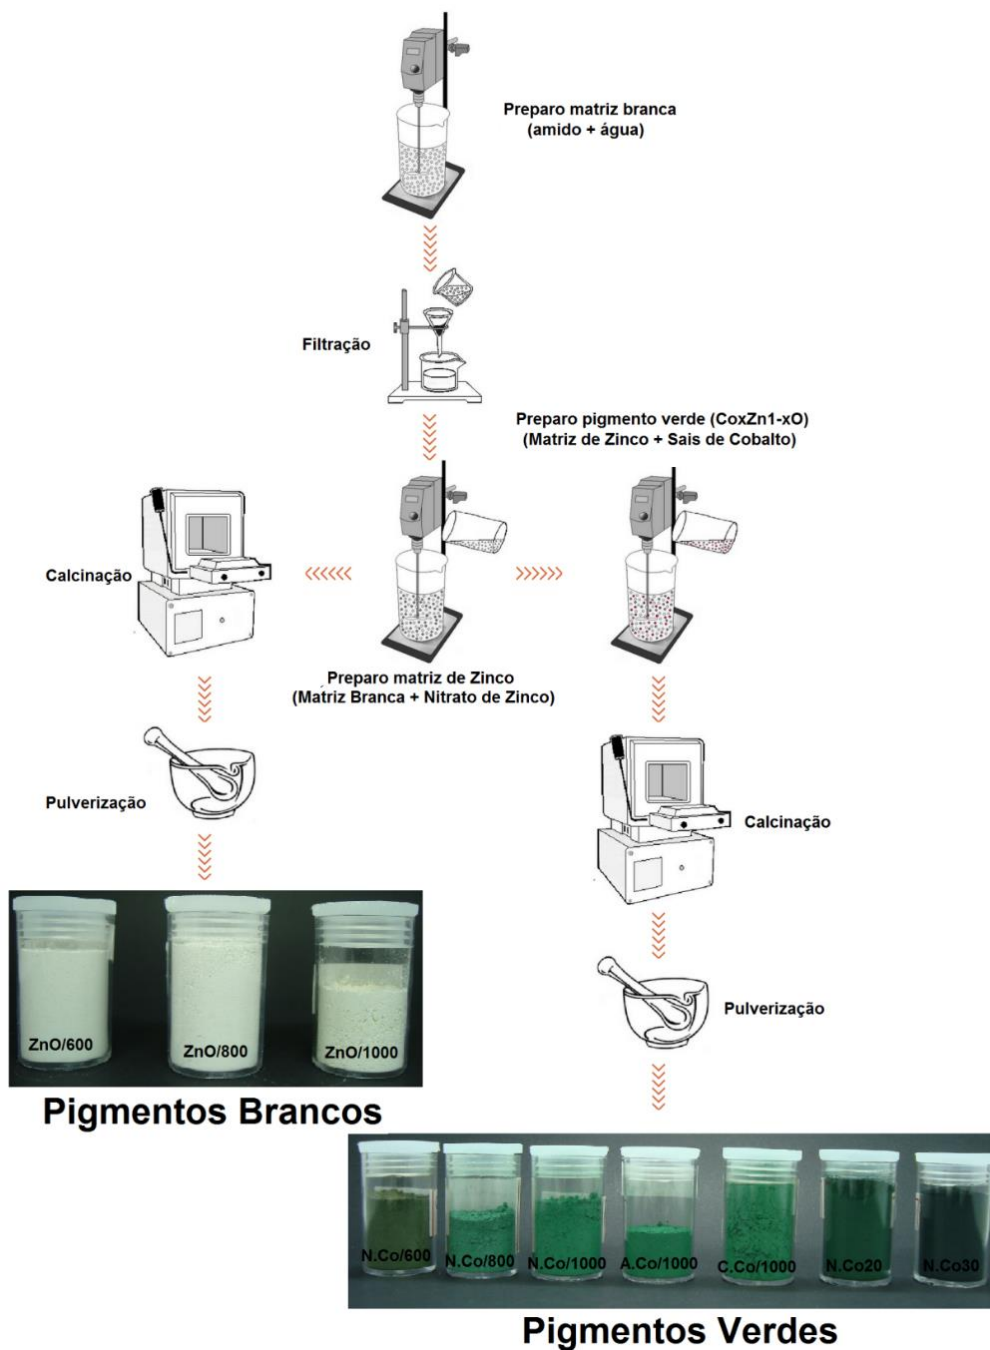 Preparo matriz branca
(amido + água)
Filtração
Preparo pigmento verde (CoxZn1-xO)
(Matriz de Zinco + Sais de Cobalto)
Calcinação
Preparo matriz de Zinco
(Matriz Branca + Nitrato de Zinco)
Pulverização
Calcinação
ZnO/600
ZnO/800
ZnO/1000
Pigmentos Brancos
Pulverização
N.Co/600
N.Co/800
N.Co/1000
A.Co/1000
C.Co/1000
N.Co20
N.Co30
Pigmentos Verdes